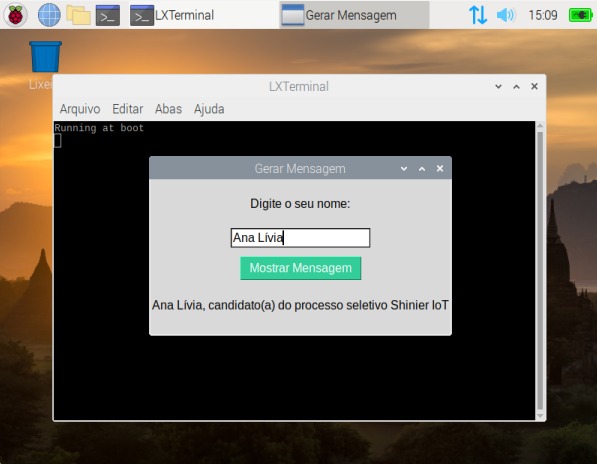 LXTerminal
Gerar Mensagem
15:09
Lixei
LXTerminal
Arquivo Editar Abas Ajuda
Running at boot
Gerar Mensagem
Digite o seu nome:
Ana Lívia
Mostrar Mensagem
Ana Lívia, candidato(a) do processo seletivo Shinier IoT